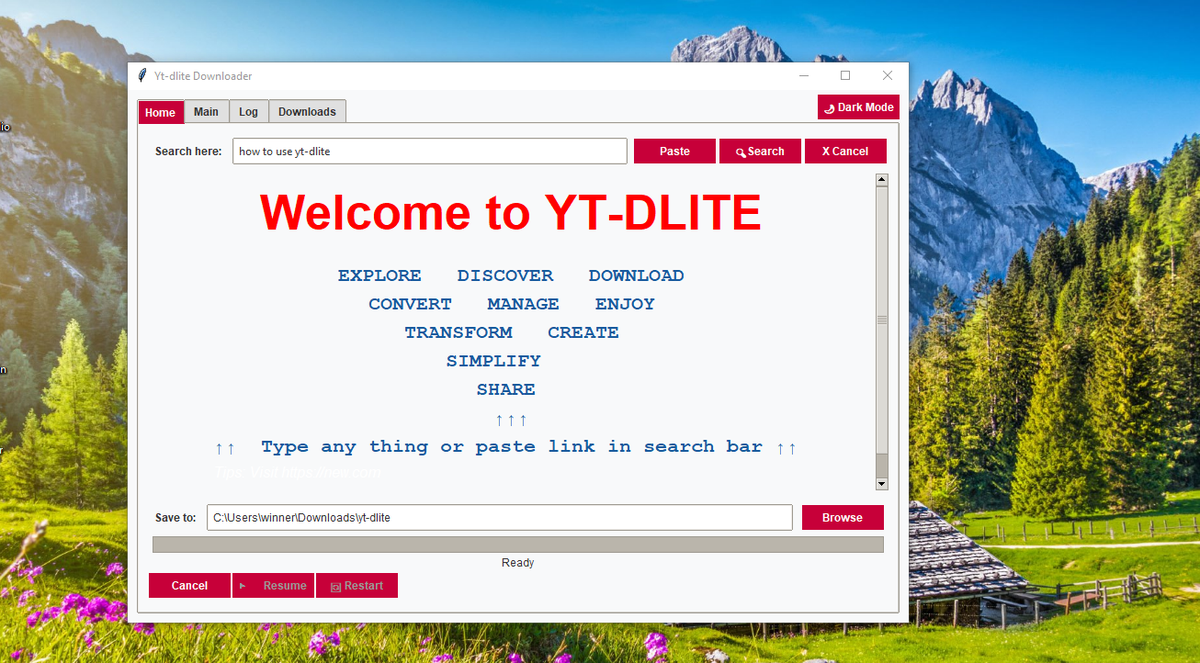 io
n
r
Yt-dlite Downloader
Home Main Log Downloads
Dark Mode
Search here: how to use yt-dlite Paste Search X Cancel
Welcome to YT-DLITE
EXPLORE DISCOVER DOWNLOAD
CONVERT MANAGE ENJOY
TRANSFORM CREATE
SIMPLIFY
SHARE
↑↑↑
↑↑ Type any thing or paste link in search bar ↑↑
Save to: C:\Users\winner\Downloads\yt-dlite Browse
Ready
Cancel Resume Restart